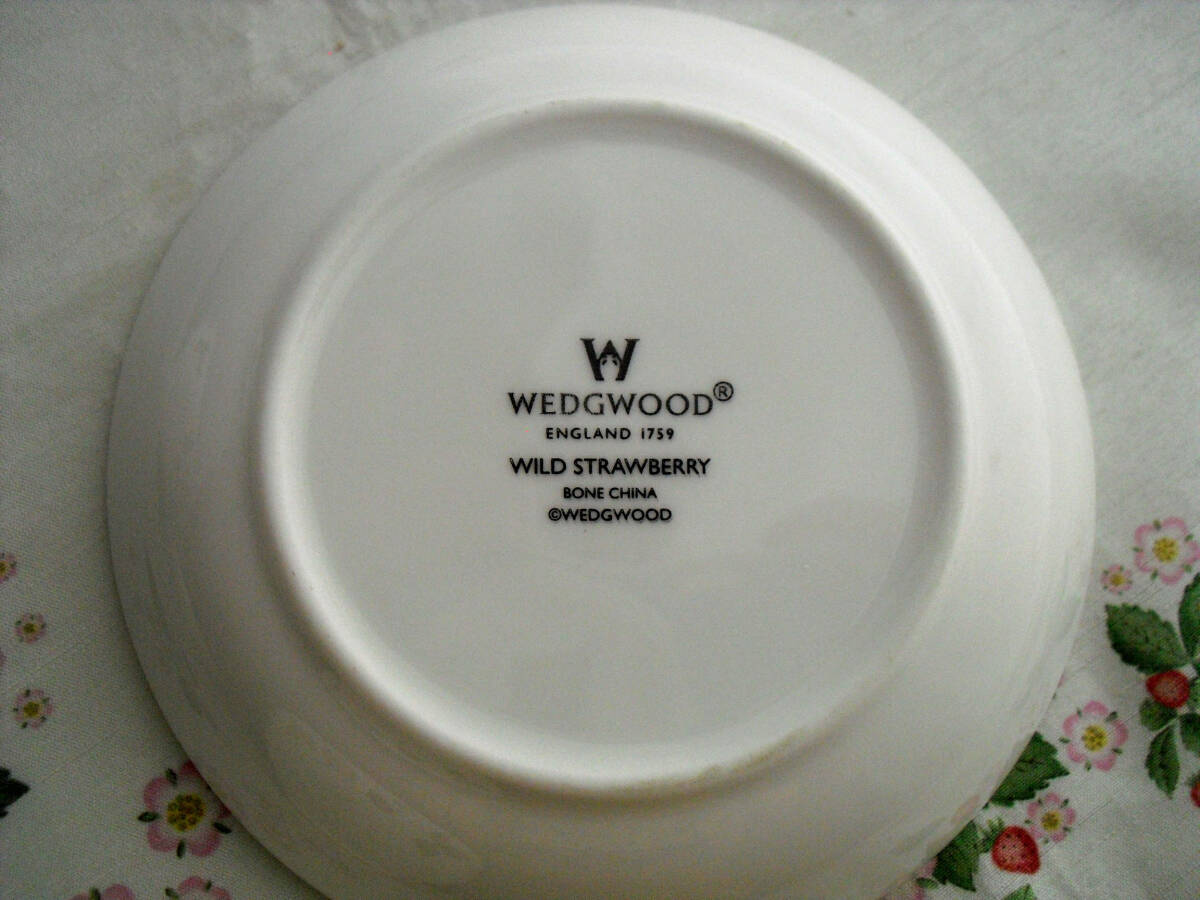 W
WEDGWOOD®
ENGLAND 1759
WILD STRAWBERRY
BONE CHINA
©WEDGWOOD